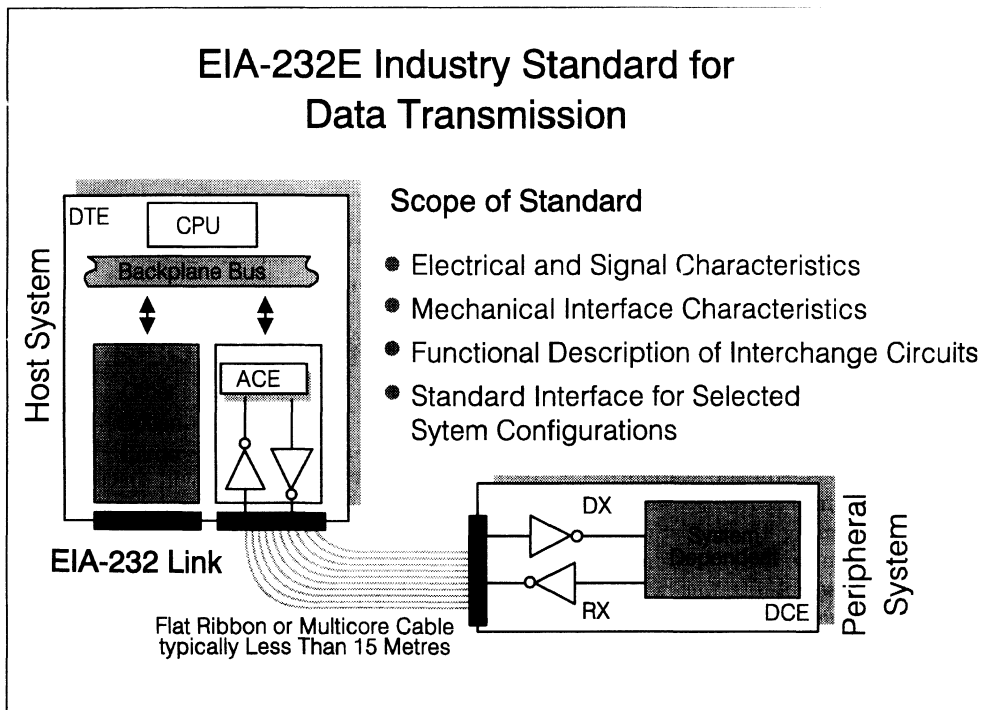 EIA-232E Industry Standard for
Data Transmission
Host System
DTE
CPU
Backplane Bus
ACE
EIA-232 Link
Flat Ribbon or Multicore Cable
typically Less Than 15 Metres
Scope of Standard
Electrical and Signal Characteristics
Mechanical Interface Characteristics
Functional Description of Interchange Circuits
Standard Interface for Selected
Sytem Configurations
DX
System
Dependent
RX
DCE
Peripheral
System